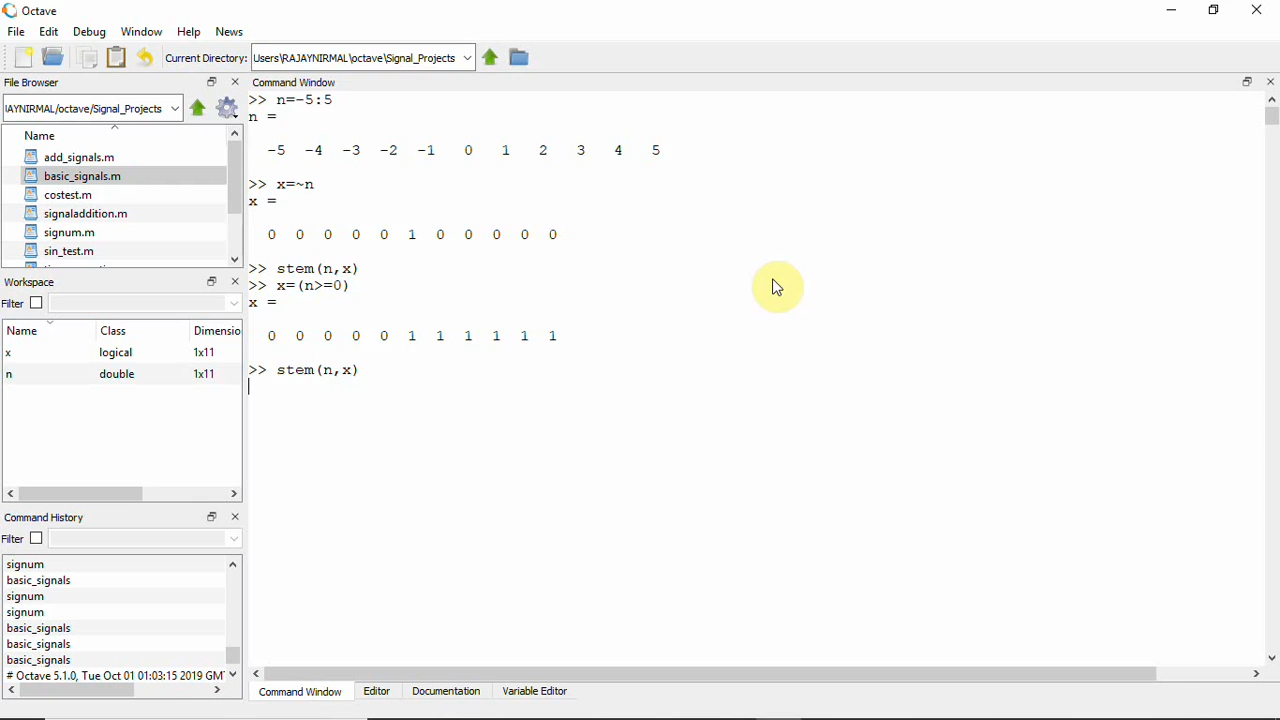 Octave
File Edit Debug Window Help News
Current Directory: Users\RAJAYNIRMAL\octave\Signal_Projects
File Browser
IAYNIRMAL/octave/Signal_Projects
Name
add_signals.m
basic_signals.m
costest.m
signaladdition.m
signum.m
sin_test.m
Workspace
Filter
Name Class Dimensio
x logical 1x11
n double 1x11
Command History
Filter
signum
basic_signals
signum
signum
basic_signals
basic_signals
basic_signals
# Octave 5.1.0, Tue Oct 01 01:03:15 2019 GMT
Command Window
>> n=-5:5
n =
-5 -4 -3 -2 -1 0 1 2 3 4 5
>> x=~n
x =
0 0 0 0 0 1 0 0 0 0 0
>> stem(n,x)
>> x=(n>=0)
x =
0 0 0 0 0 1 1 1 1 1 1
>> stem(n,x)
Command Window Editor Documentation Variable Editor